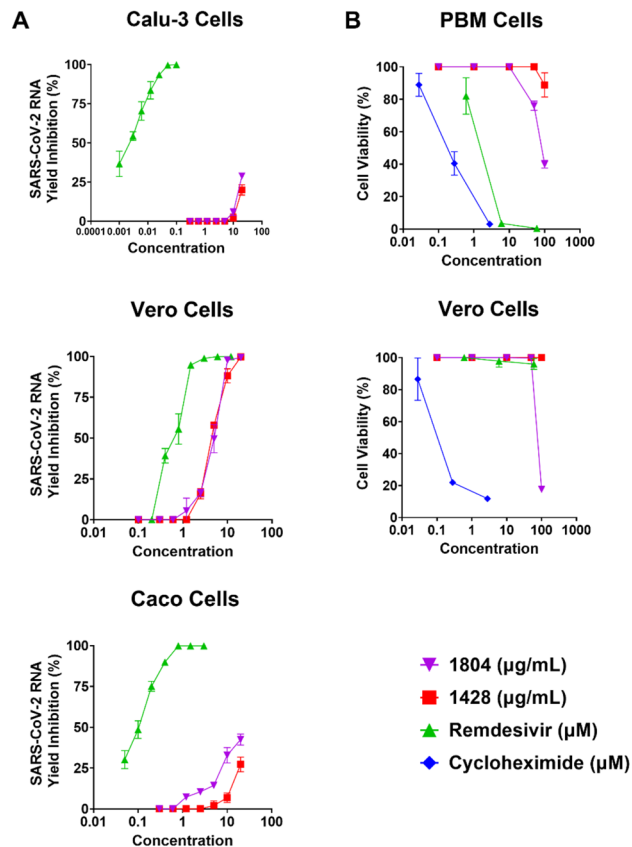 A
Calu-3 Cells
SARS-CoV-2 RNA
Yield Inhibition (%)
100
75
50
25
0
0.0001
0.001
0.01
0.1
1
10
100
Concentration
Vero Cells
SARS-CoV-2 RNA
Yield Inhibition (%)
100
75
50
25
0
0.01
0.1
1
10
100
Concentration
Caco Cells
SARS-CoV-2 RNA
Yield Inhibition (%)
100
75
50
25
0
0.01
0.1
1
10
100
Concentration
B
PBM Cells
Cell Viability (%)
100
80
60
40
20
0
0.01
0.1
1
10
100
1000
Concentration
Vero Cells
Cell Viability (%)
100
80
60
40
20
0
0.01
0.1
1
10
100
1000
Concentration
1804 (µg/mL)
1428 (µg/mL)
Remdesivir (µM)
Cycloheximide (µM)